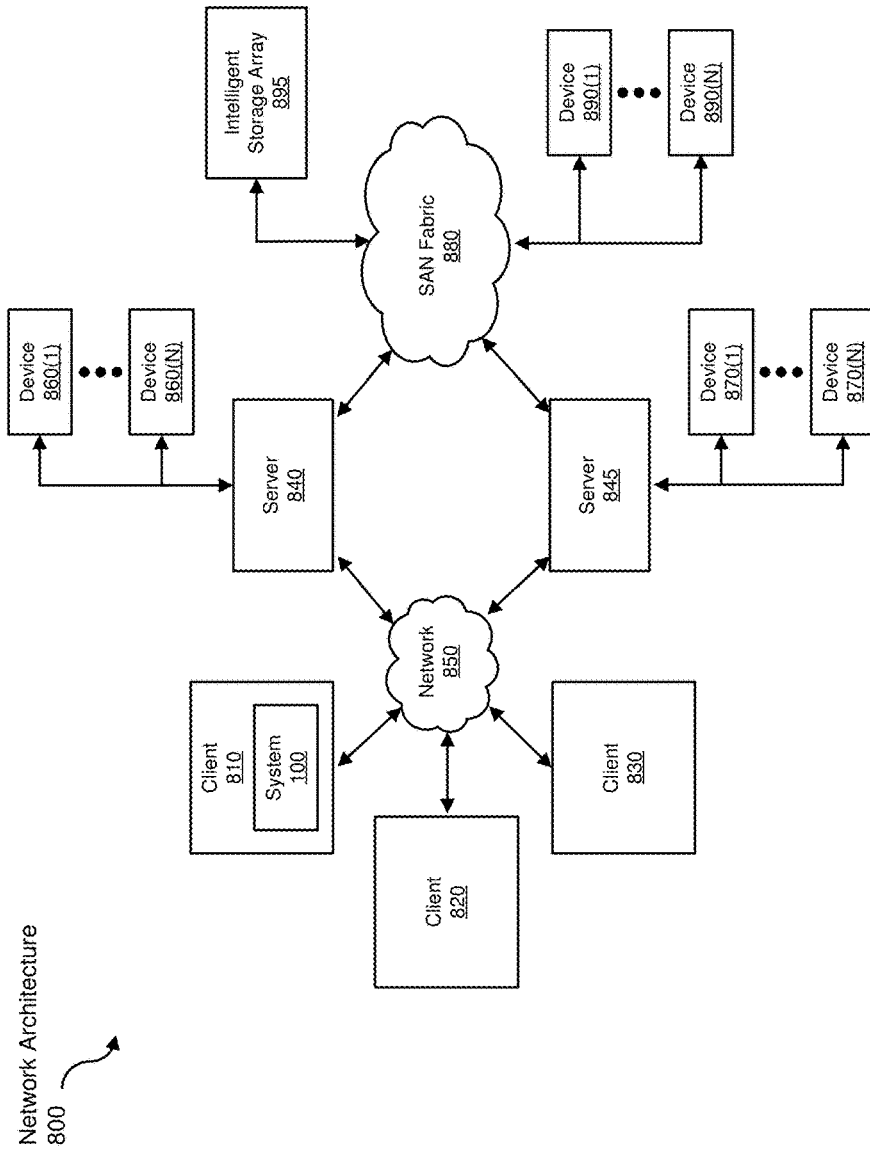 Network Architecture
800
Client
810
System
100
Client
820
Client
830
Network
850
Server
840
Server
845
Device
860(1)
Device
860(N)
Device
870(1)
Device
870(N)
SAN Fabric
880
Intelligent
Storage Array
895
Device
890(1)
Device
890(N)